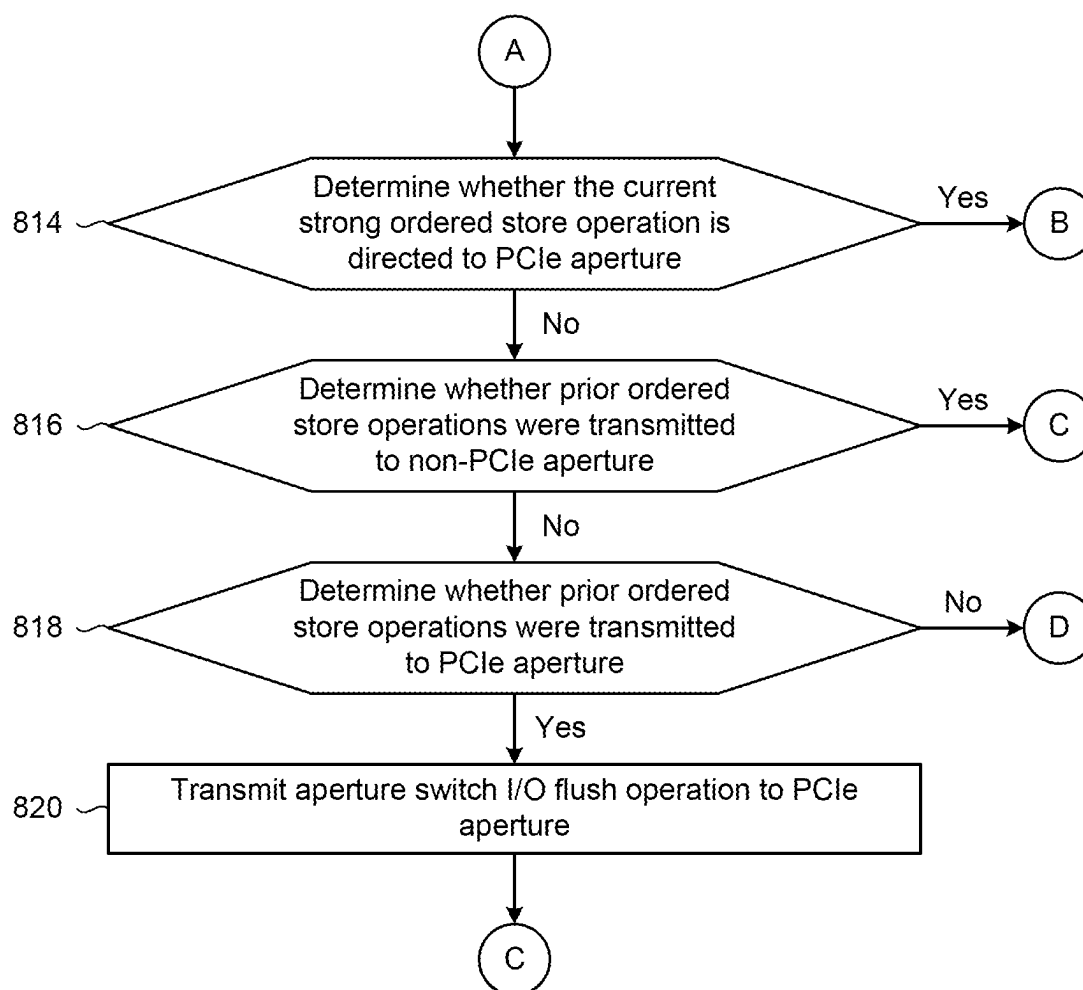 A
814
Determine whether the current
strong ordered store operation is
directed to PCIe aperture
Yes
B
No
816
Determine whether prior ordered
store operations were transmitted
to non-PCIe aperture
Yes
C
No
818
Determine whether prior ordered
store operations were transmitted
to PCIe aperture
No
D
Yes
820
Transmit aperture switch I/O flush operation to PCIe
aperture
C